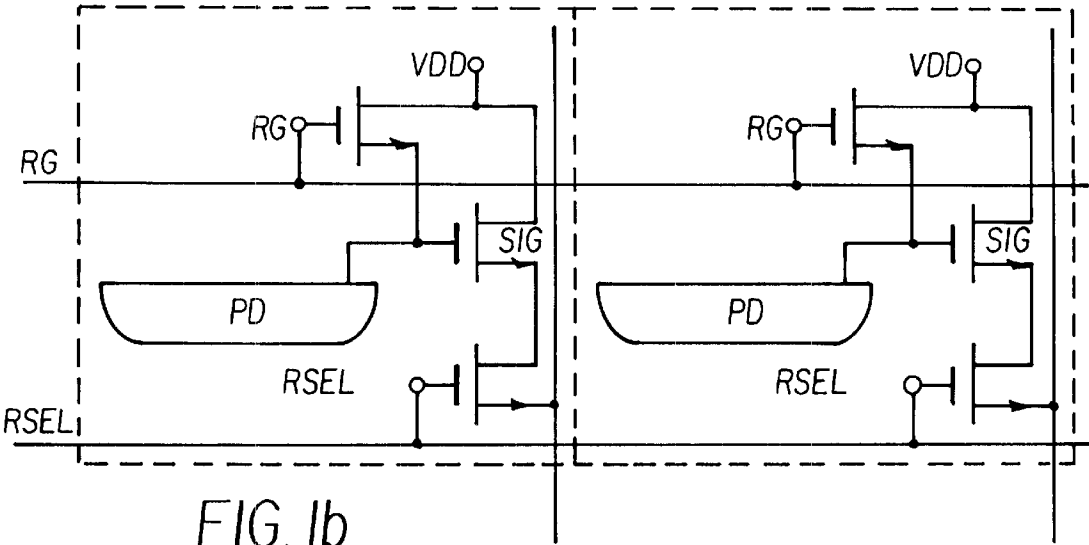 VDD
VDD
RG
RG
RG
SIG
SIG
PD
PD
RSEL
RSEL
RSEL
FIG. 1b